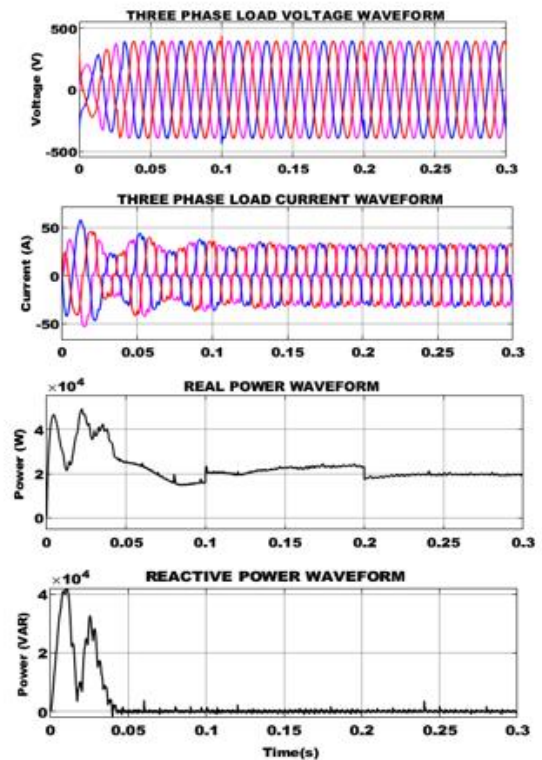 THREE PHASE LOAD VOLTAGE WAVEFORM
500
0
-500
Voltage (V)
0 0.05 0.1 0.15 0.2 0.25 0.3
THREE PHASE LOAD CURRENT WAVEFORM
50
0
-50
Current (A)
0 0.05 0.1 0.15 0.2 0.25 0.3
REAL POWER WAVEFORM
×10⁴
4
2
0
Power (W)
0 0.05 0.1 0.15 0.2 0.25 0.3
REACTIVE POWER WAVEFORM
×10⁴
4
2
0
Power (VAR)
0 0.05 0.1 0.15 0.2 0.25 0.3
Time(s)